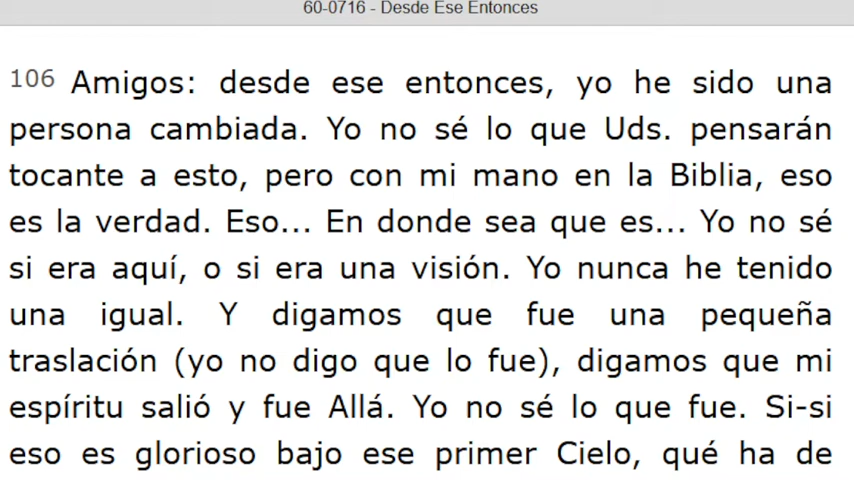 60-0716 - Desde Ese Entonces
106 Amigos: desde ese entonces, yo he sido una
persona cambiada. Yo no sé lo que Uds. pensarán
tocante a esto, pero con mi mano en la Biblia, eso
es la verdad. Eso... En donde sea que es... Yo no sé
si era aquí, o si era una visión. Yo nunca he tenido
una igual. Y digamos que fue una pequeña
traslación (yo no digo que lo fue), digamos que mi
espíritu salió y fue Allá. Yo no sé lo que fue. Si-si
eso es glorioso bajo ese primer Cielo, qué ha de